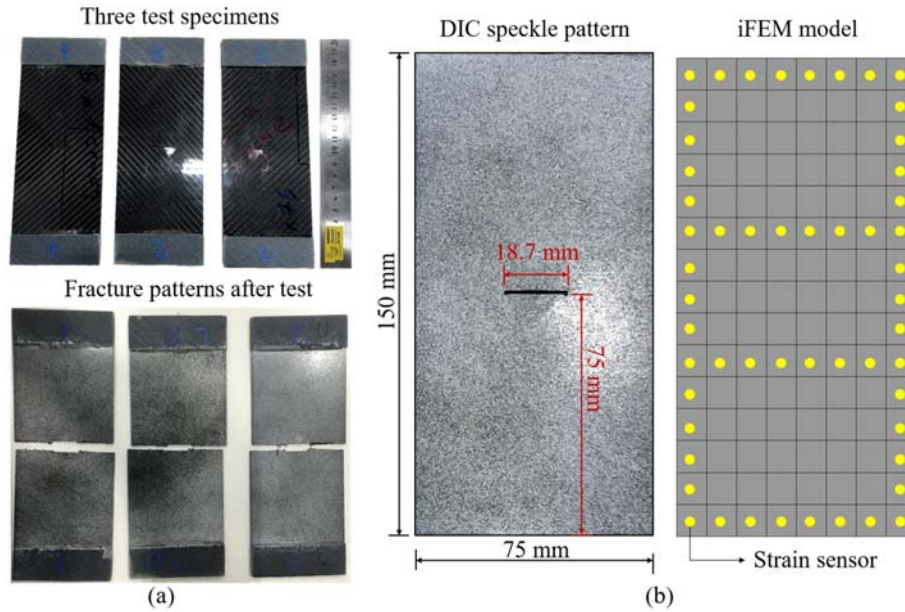 Three test specimens
Fracture patterns after test
(a)
DIC speckle pattern
18.7 mm
150 mm
75 mm
75 mm
iFEM model
Strain sensor
(b)